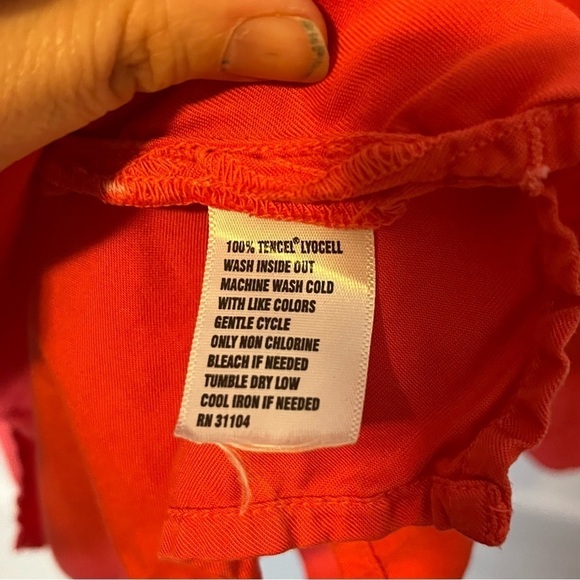 100% TENCEL® LYOCELL
WASH INSIDE OUT
MACHINE WASH COLD
WITH LIKE COLORS
GENTLE CYCLE
ONLY NON CHLORINE
BLEACH IF NEEDED
TUMBLE DRY LOW
COOL IRON IF NEEDED
RN 31104